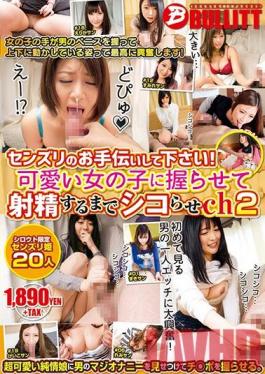 BULLITT
女の子の手が男のペニスを握って
上下に動かしている姿って最高に興奮します!
大きい…
えー!?
どぴゅ♡
センズリのお手伝いして下さい!
可愛い女の子に握らせて
射精するまでシコらせch2
シロウト限定
センズリ姫
20人
1,890YEN
+TAX!
初めて見る
男の一人エッチに大興奮!
シコシコ…
シコシコ…
超可愛い純情娘に男のマジオナニーを見せつけてチ●ポを握らせる。